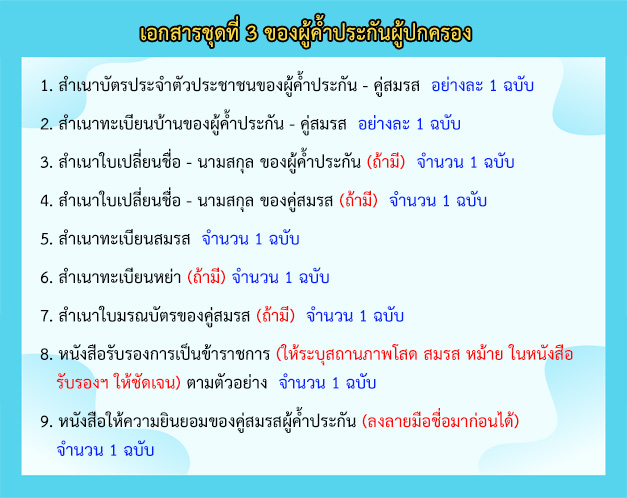 เอกสารชุดที่ 3 ของผู้ค้ำประกันผู้ปกครอง
1. สำเนาบัตรประจำตัวประชาชนของผู้ค้ำประกัน - คู่สมรส อย่างละ 1 ฉบับ
2. สำเนาทะเบียนบ้านของผู้ค้ำประกัน - คู่สมรส อย่างละ 1 ฉบับ
3. สำเนาใบเปลี่ยนชื่อ - นามสกุล ของผู้ค้ำประกัน (ถ้ามี) จำนวน 1 ฉบับ
4. สำเนาใบเปลี่ยนชื่อ - นามสกุล ของคู่สมรส (ถ้ามี) จำนวน 1 ฉบับ
5. สำเนาทะเบียนสมรส จำนวน 1 ฉบับ
6. สำเนาทะเบียนหย่า (ถ้ามี) จำนวน 1 ฉบับ
7. สำเนาใบมรณบัตรของคู่สมรส (ถ้ามี) จำนวน 1 ฉบับ
8. หนังสือรับรองการเป็นข้าราชการ (ให้ระบุสถานภาพโสด สมรส หม้าย ในหนังสือ
รับรองฯ ให้ชัดเจน) ตามตัวอย่าง จำนวน 1 ฉบับ
9. หนังสือให้ความยินยอมของคู่สมรสผู้ค้ำประกัน (ลงลายมือชื่อมาก่อนได้)
จำนวน 1 ฉบับ